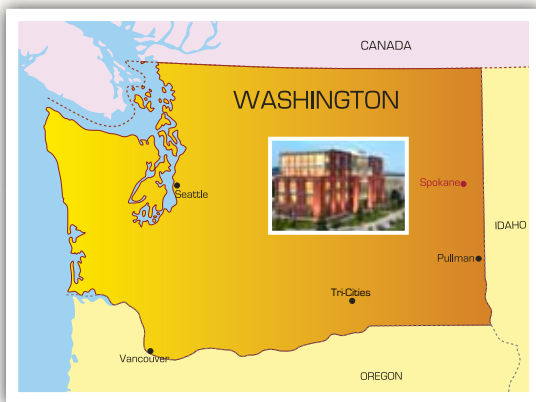 CANADA
WASHINGTON
Seattle
Spokane
IDAHO
Pullman
Tri-Cities
Vancouver
OREGON